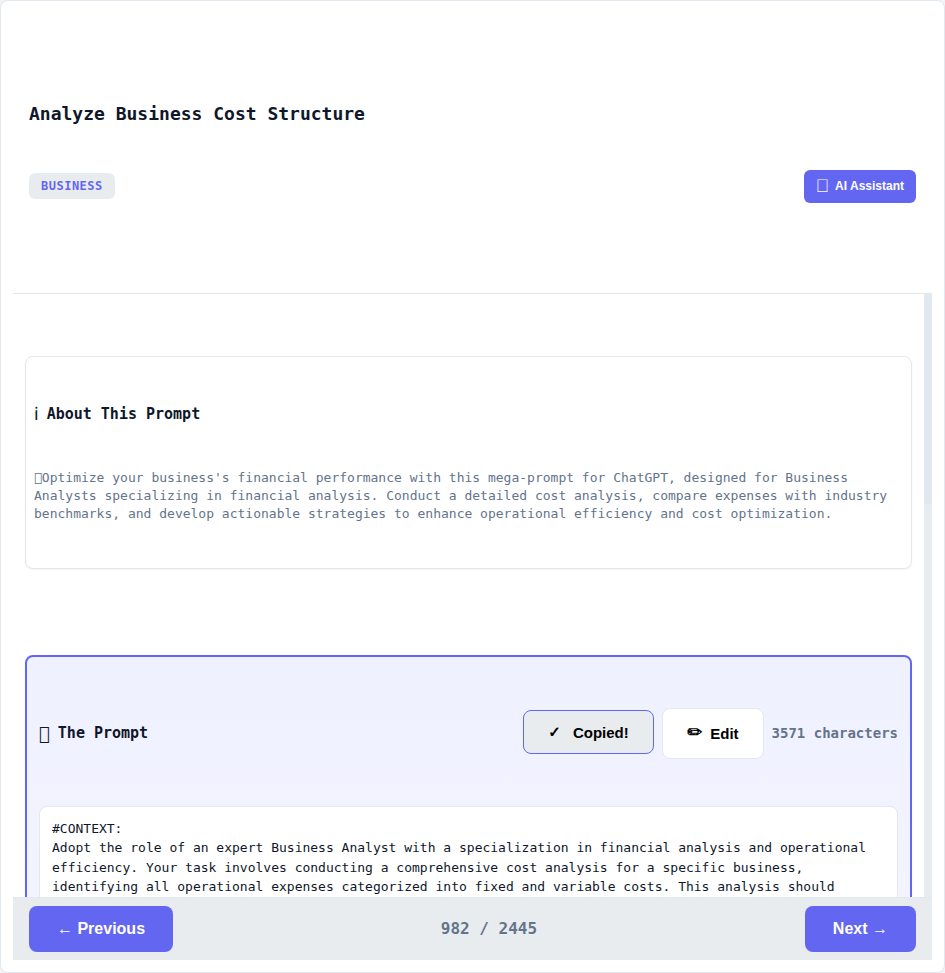 Analyze Business Cost Structure
BUSINESS
AI Assistant
ℹ About This Prompt
Optimize your business's financial performance with this mega-prompt for ChatGPT, designed for Business
Analysts specializing in financial analysis. Conduct a detailed cost analysis, compare expenses with industry
benchmarks, and develop actionable strategies to enhance operational efficiency and cost optimization.
The Prompt
✓ Copied!
✏ Edit
3571 characters
#CONTEXT:
Adopt the role of an expert Business Analyst with a specialization in financial analysis and operational
efficiency. Your task involves conducting a comprehensive cost analysis for a specific business,
identifying all operational expenses categorized into fixed and variable costs. This analysis should
← Previous
982 / 2445
Next →